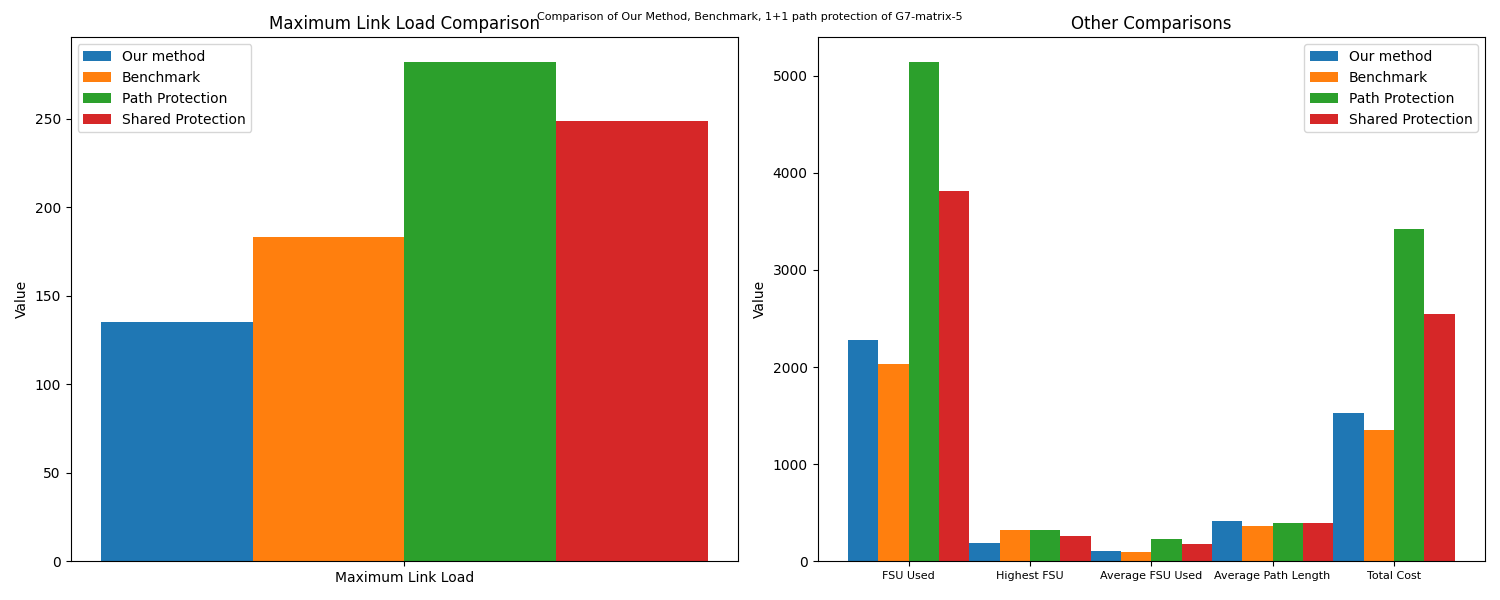 Comparison of Our Method, Benchmark, 1+1 path protection of G7-matrix-5
Maximum Link Load Comparison
Our method
Benchmark
Path Protection
Shared Protection
Value
250
200
150
100
50
0
Maximum Link Load
Other Comparisons
Our method
Benchmark
Path Protection
Shared Protection
Value
5000
4000
3000
2000
1000
0
FSU Used
Highest FSU
Average FSU Used
Average Path Length
Total Cost